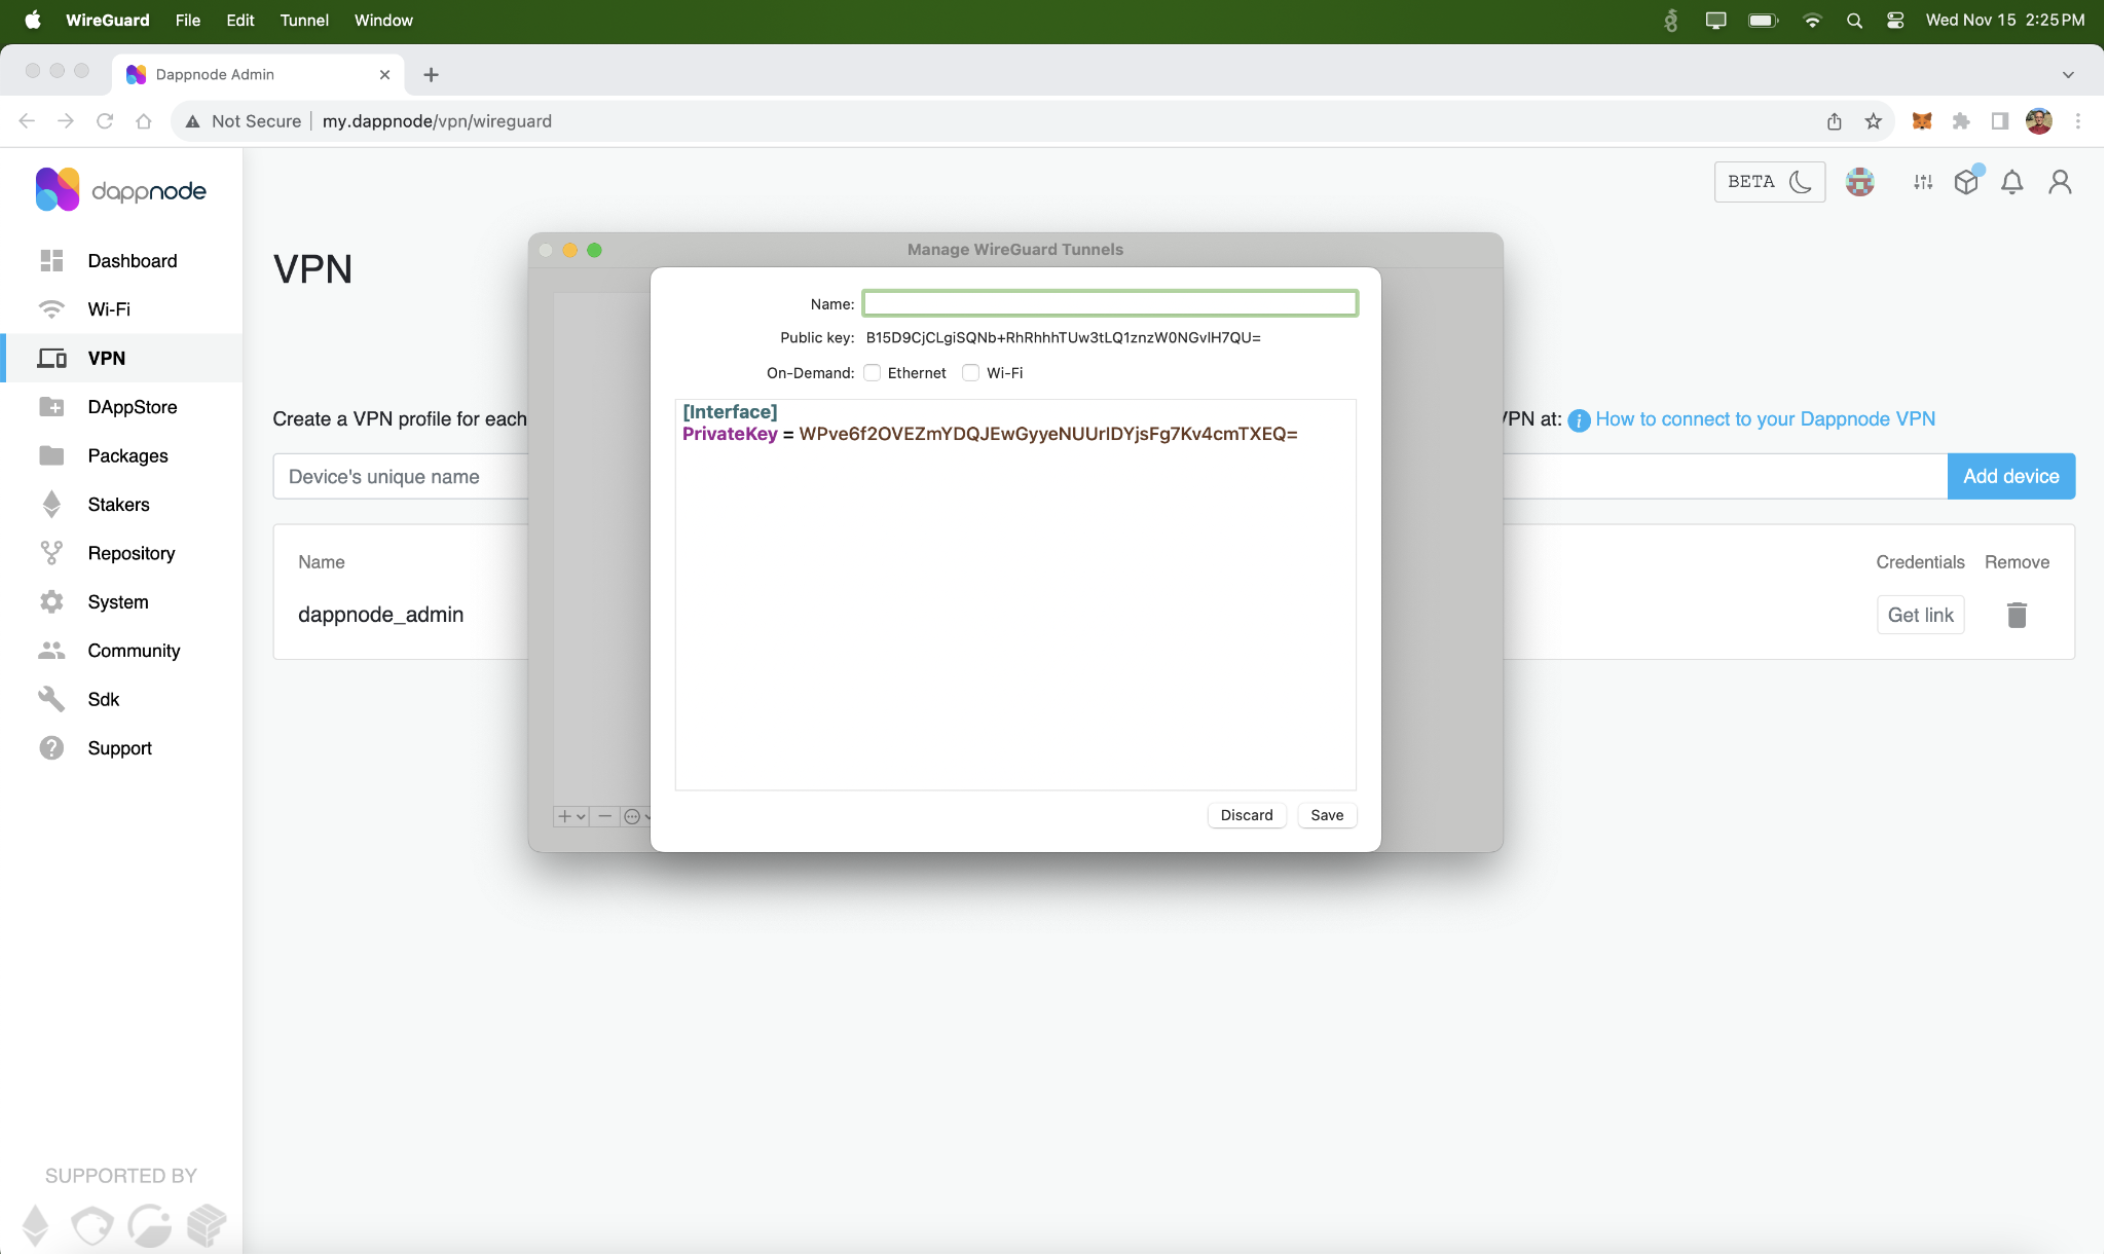 WireGuard File Edit Tunnel Window Wed Nov 15 2:25 PM
Dappnode Admin
Not Secure my.dappnode/vpn/wireguard
dappnode
BETA
Dashboard
Wi-Fi
VPN
DAppStore
Packages
Stakers
Repository
System
Community
Sdk
Support
SUPPORTED BY
VPN
Create a VPN profile for each
VPN at: How to connect to your Dappnode VPN
Device's unique name
Add device
Name Credentials Remove
dappnode_admin Get link
Manage WireGuard Tunnels
Name:
Public key: B15D9CjCLgiSQNb+RhRhhhTUw3tLQ1znzW0NGvlH7QU=
On-Demand: Ethernet Wi-Fi
[Interface]
PrivateKey = WPve6f2OVEZmYDQJEwGyyeNUUrlDYjsFg7Kv4cmTXEQ=
Discard Save